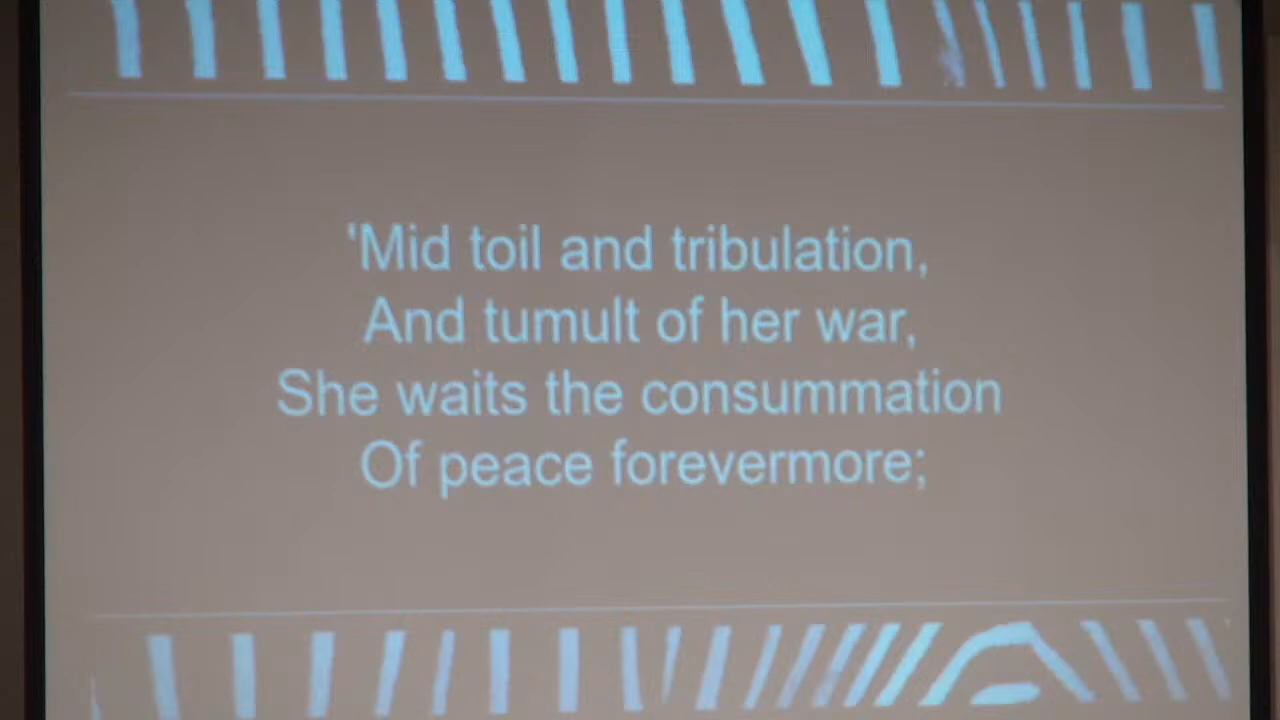 ‘Mid toil and tribulation,
And tumult of her war,
She waits the consummation
Of peace forevermore;